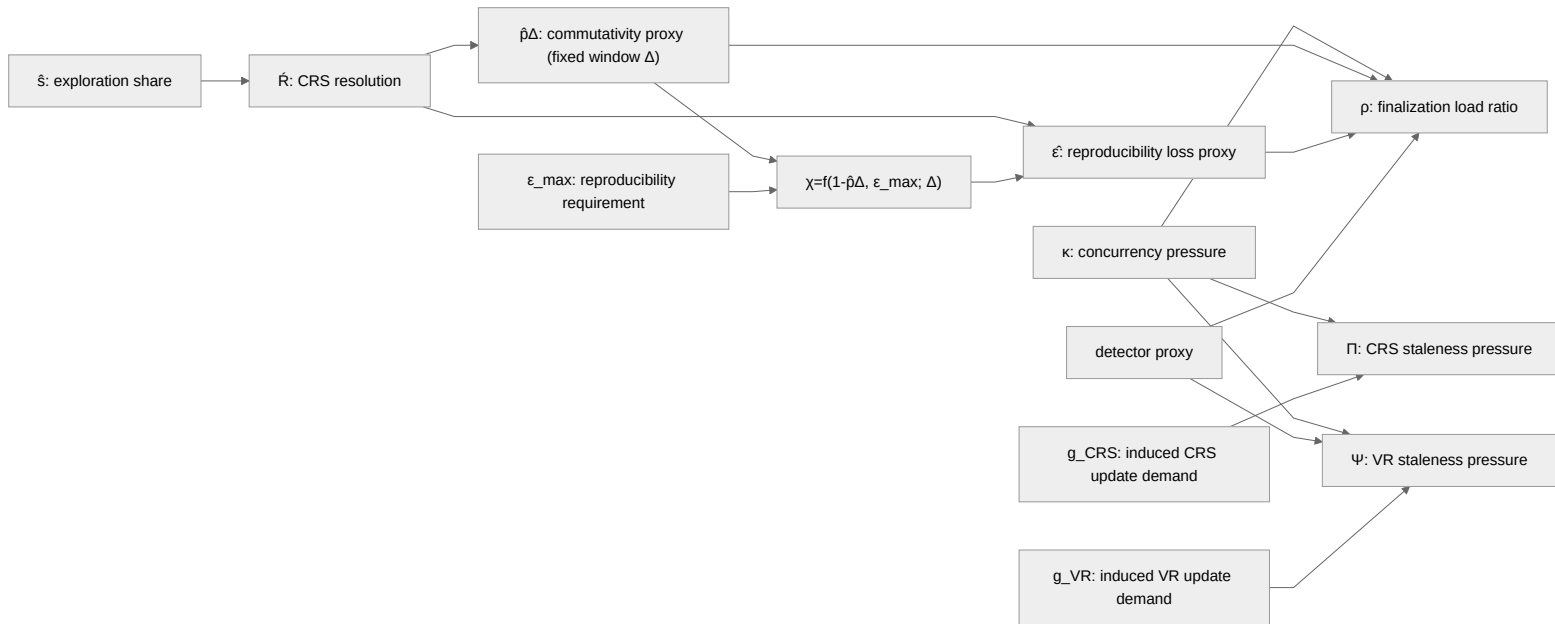 ŝ: exploration share
Ŕ: CRS resolution
p̂Δ: commutativity proxy
(fixed window Δ)
ε_max: reproducibility
requirement
χ=f(1-p̂Δ, ε_max; Δ)
ε̂: reproducibility loss proxy
κ: concurrency pressure
detector proxy
g_CRS: induced CRS
update demand
g_VR: induced VR update
demand
ρ: finalization load ratio
Π: CRS staleness pressure
Ψ: VR staleness pressure